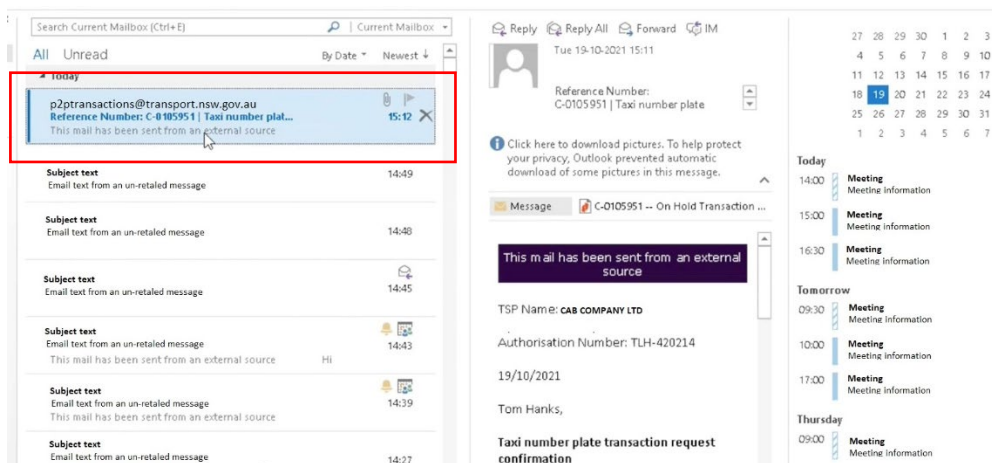 Search Current Mailbox (Ctrl+E) Current Mailbox
All Unread By Date Newest ↓
Today
p2ptransactions@transport.nsw.gov.au
Reference Number: C-0105951 | Taxi number plat... 15:12
This mail has been sent from an external source
Subject text 14:49
Email text from an un-retaled message
Subject text
Email text from an un-retaled message 14:48
Subject text
Email text from an un-retaled message 14:45
Subject text
Email text from an un-retaled message 14:43
This mail has been sent from an external source Hi
Subject text
Email text from an un-retaled message 14:39
This mail has been sent from an external source
Subject text
Email text from an un-retaled message 14:27
Reply Reply All Forward IM
Tue 19-10-2021 15:11
Reference Number:
C-0105951 | Taxi number plate
Click here to download pictures. To help protect
your privacy, Outlook prevented automatic
download of some pictures in this message.
Message C-0105951 -- On Hold Transaction ...
This mail has been sent from an external
source
TSP Name: CAB COMPANY LTD
Authorisation Number: TLH-420214
19/10/2021
Tom Hanks,
Taxi number plate transaction request
confirmation
27 28 29 30 1 2 3
4 5 6 7 8 9 10
11 12 13 14 15 16 17
18 19 20 21 22 23 24
25 26 27 28 29 30 31
1 2 3 4 5 6 7
Today
14:00 Meeting
Meeting information
15:00 Meeting
Meeting information
16:30 Meeting
Meeting information
Tomorrow
09:30 Meeting
Meeting information
10:00 Meeting
Meeting information
17:00 Meeting
Meeting information
Thursday
09:00 Meeting
Meeting information